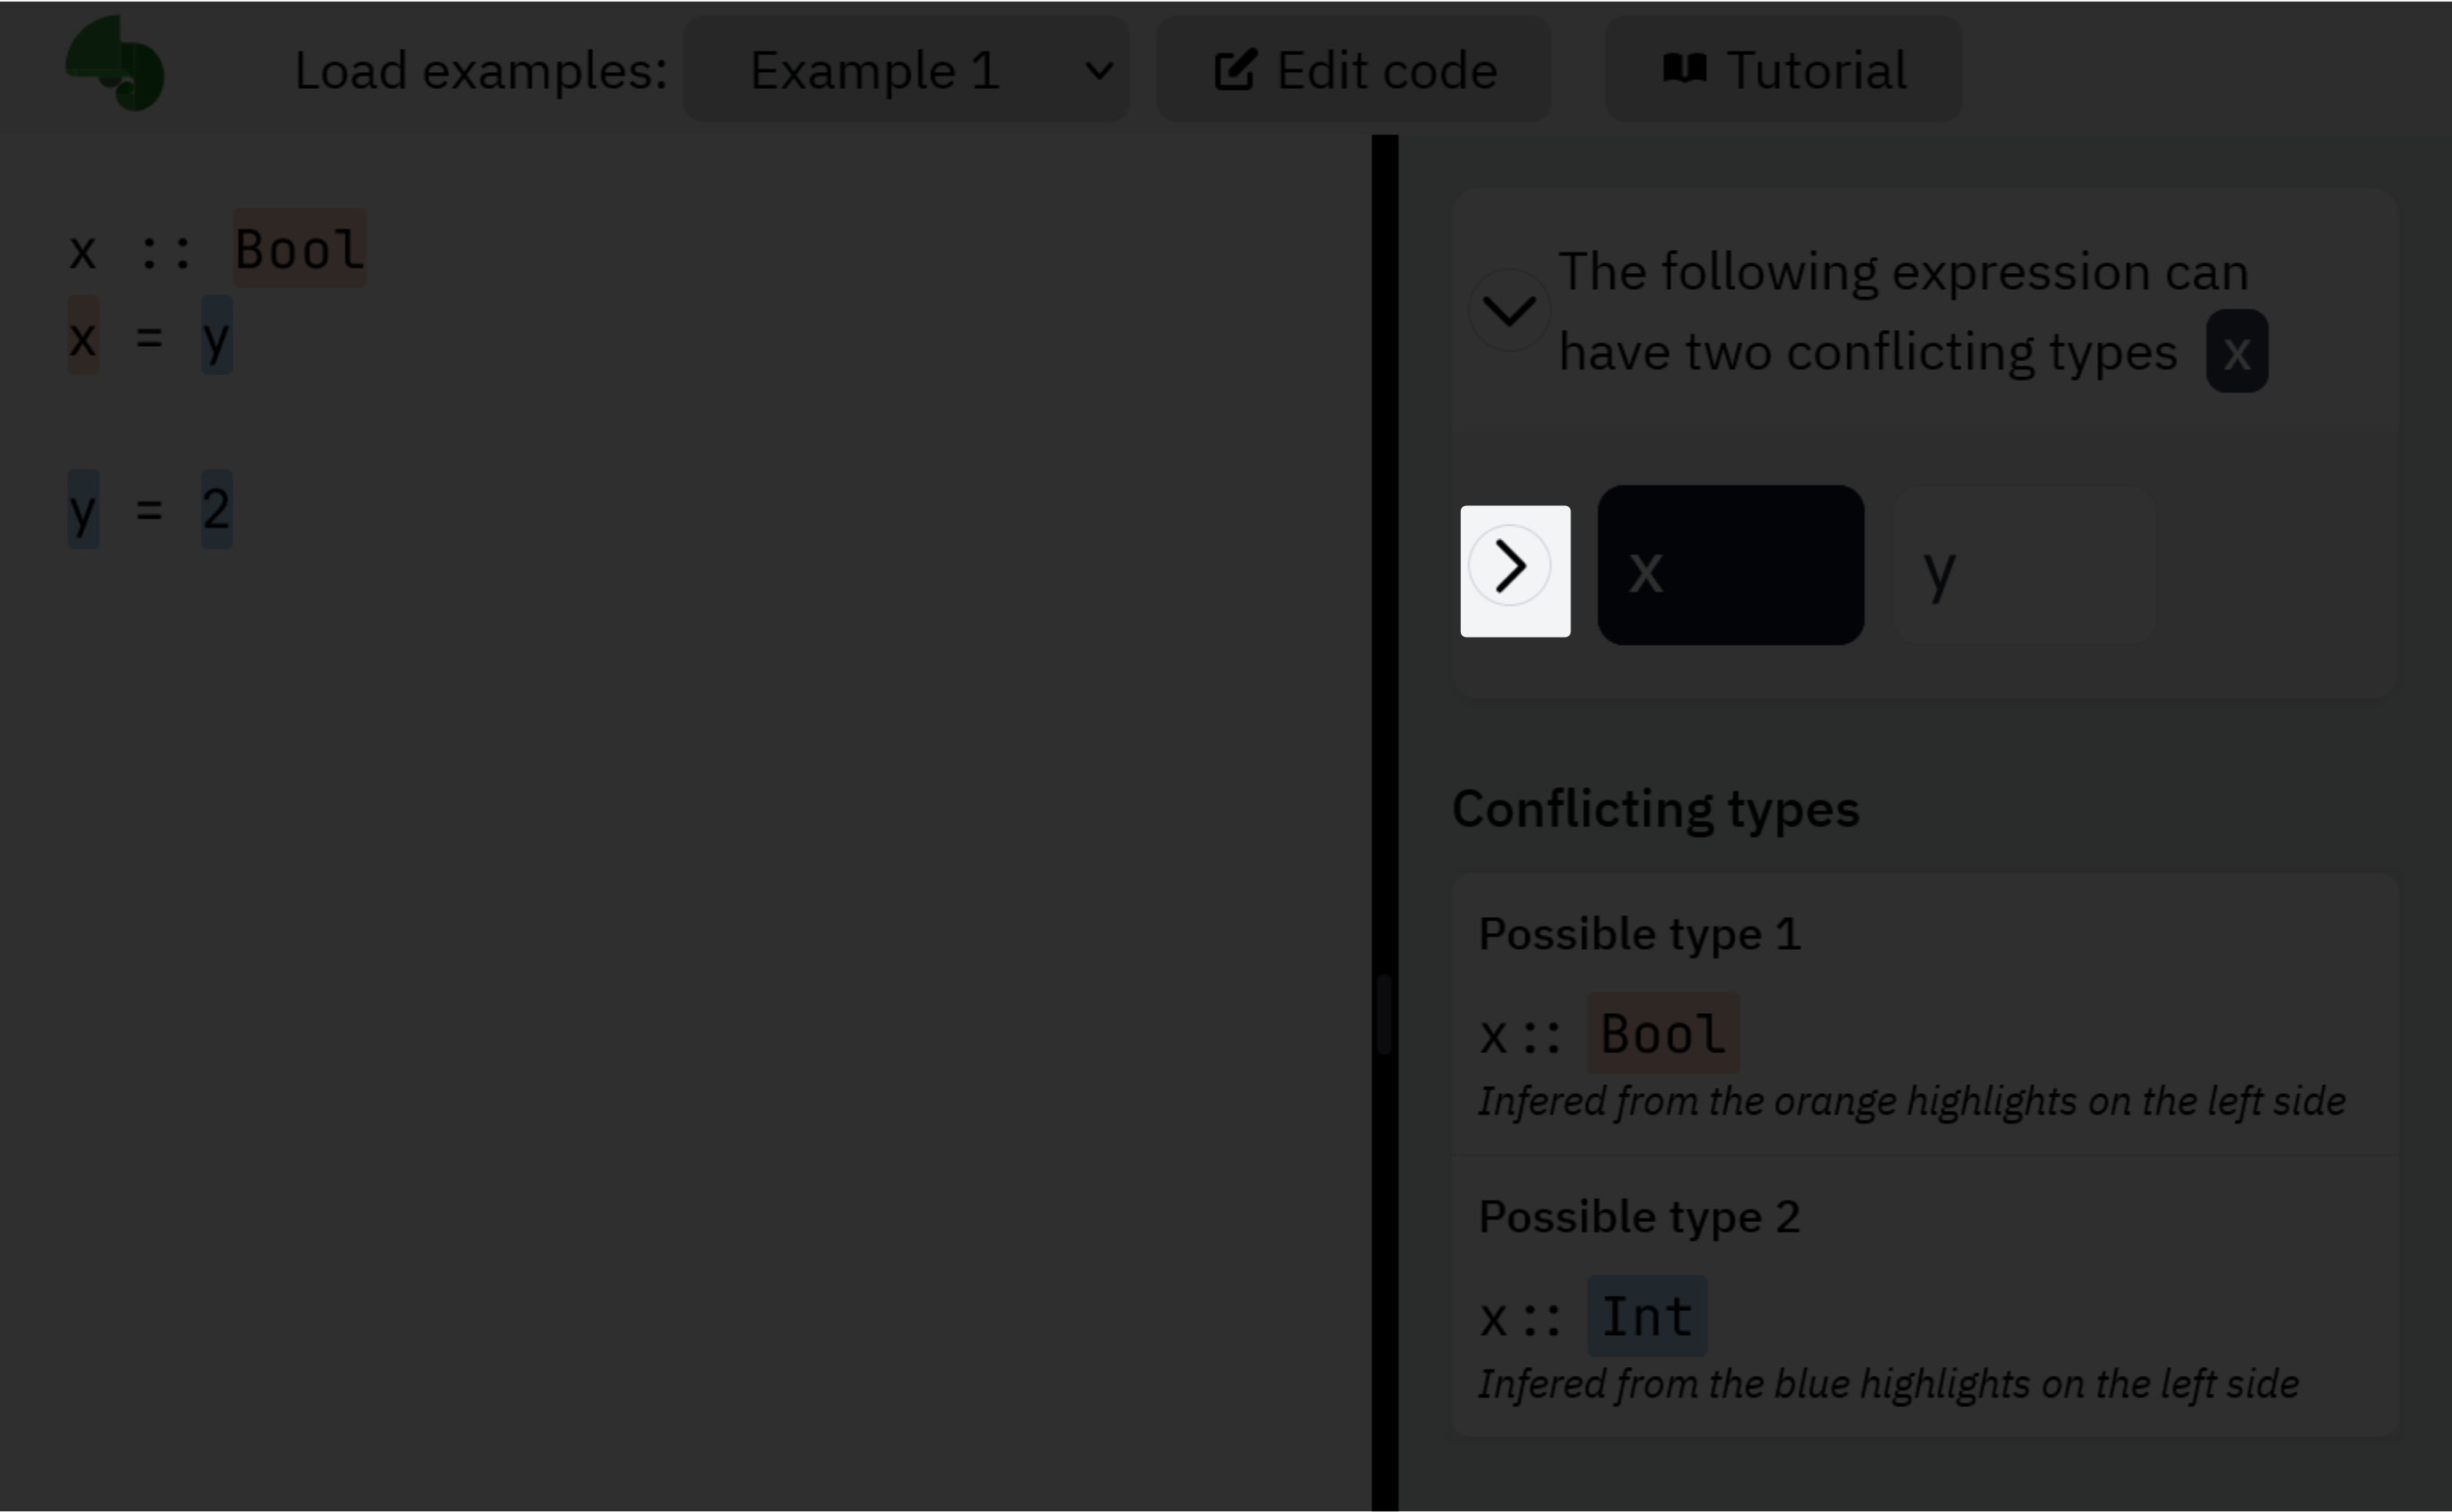 Load examples: Example 1 Edit code Tutorial
x :: Bool
x = y
y = 2
The following expression can
have two conflicting types x
x y
Conflicting types
Possible type 1
x :: Bool
Infered from the orange highlights on the left side
Possible type 2
x :: Int
Infered from the blue highlights on the left side